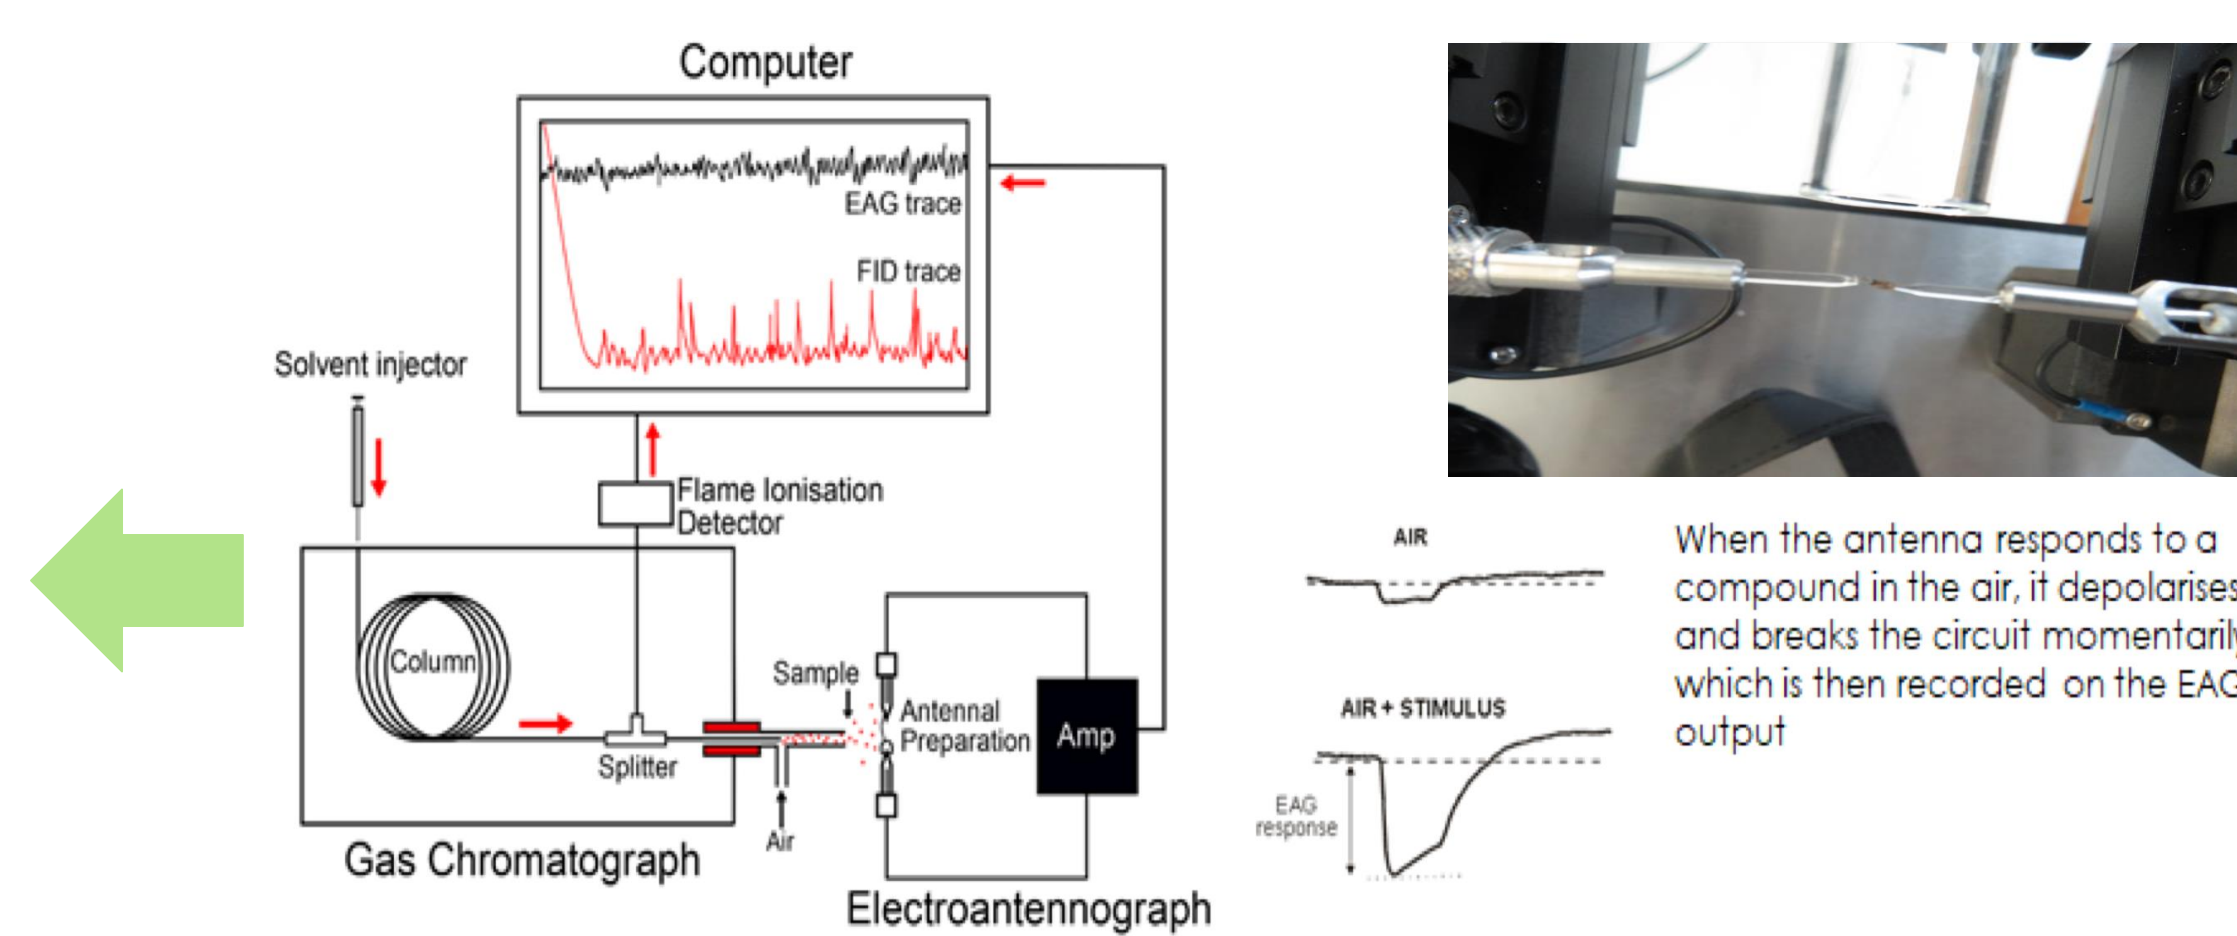 Computer
EAG trace
FID trace
Solvent injector
Flame Ionisation
Detector
Column
Splitter
Sample
Antennal
Preparation
Amp
Air
Gas Chromatograph
Electroantennograph
AIR
AIR + STIMULUS
EAG
response
When the antenna responds to a
compound in the air, it depolarises
and breaks the circuit momentarily
which is then recorded on the EAG
output